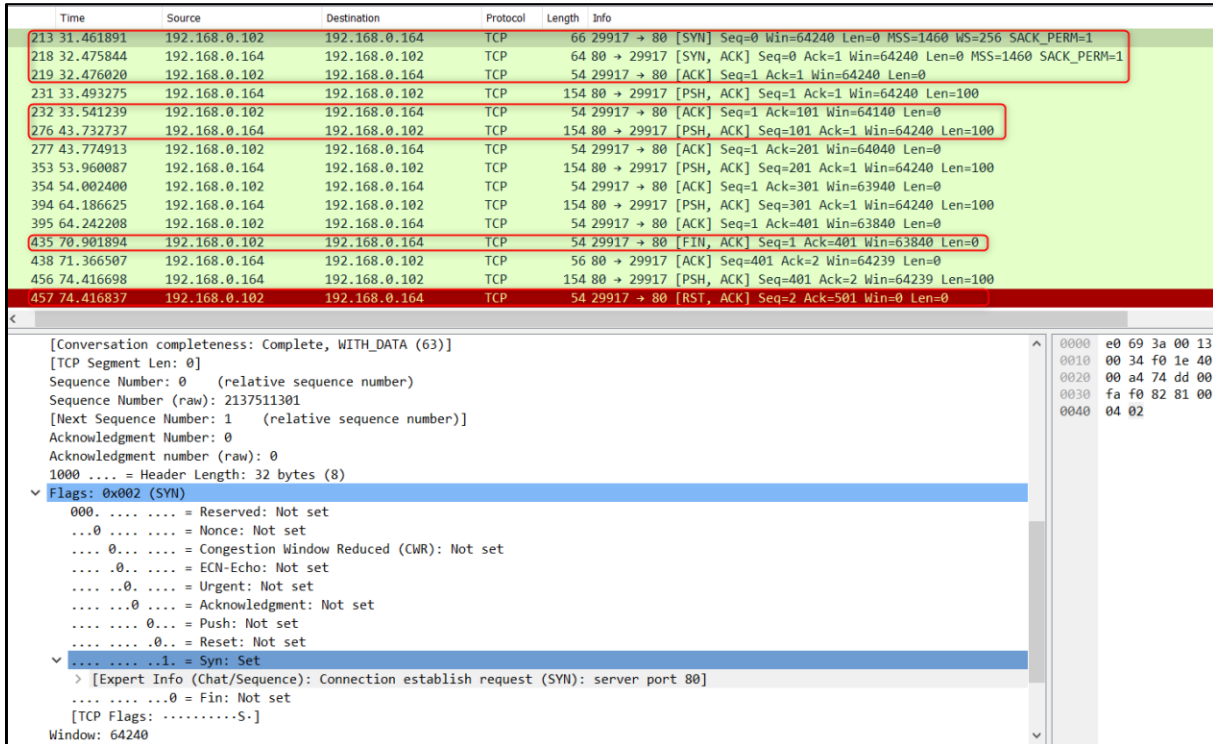 Time Source Destination Protocol Length Info
213 31.461891 192.168.0.102 192.168.0.164 TCP 66 29917 → 80 [SYN] Seq=0 Win=64240 Len=0 MSS=1460 WS=256 SACK_PERM=1
218 32.475844 192.168.0.164 192.168.0.102 TCP 64 80 → 29917 [SYN, ACK] Seq=0 Ack=1 Win=64240 Len=0 MSS=1460 SACK_PERM=1
219 32.476020 192.168.0.102 192.168.0.164 TCP 54 29917 → 80 [ACK] Seq=1 Ack=1 Win=64240 Len=0
231 33.493275 192.168.0.164 192.168.0.102 TCP 154 80 → 29917 [PSH, ACK] Seq=1 Ack=1 Win=64240 Len=100
232 33.541239 192.168.0.102 192.168.0.164 TCP 54 29917 → 80 [ACK] Seq=1 Ack=101 Win=64140 Len=0
276 43.732737 192.168.0.164 192.168.0.102 TCP 154 80 → 29917 [PSH, ACK] Seq=101 Ack=1 Win=64240 Len=100
277 43.774913 192.168.0.102 192.168.0.164 TCP 54 29917 → 80 [ACK] Seq=1 Ack=201 Win=64040 Len=0
353 53.960087 192.168.0.164 192.168.0.102 TCP 154 80 → 29917 [PSH, ACK] Seq=201 Ack=1 Win=64240 Len=100
354 54.002400 192.168.0.102 192.168.0.164 TCP 54 29917 → 80 [ACK] Seq=1 Ack=301 Win=63940 Len=0
394 64.186625 192.168.0.164 192.168.0.102 TCP 154 80 → 29917 [PSH, ACK] Seq=301 Ack=1 Win=64240 Len=100
395 64.242208 192.168.0.102 192.168.0.164 TCP 54 29917 → 80 [ACK] Seq=1 Ack=401 Win=63840 Len=0
435 70.901894 192.168.0.102 192.168.0.164 TCP 54 29917 → 80 [FIN, ACK] Seq=1 Ack=401 Win=63840 Len=0
438 71.366507 192.168.0.164 192.168.0.102 TCP 56 80 → 29917 [ACK] Seq=401 Ack=2 Win=64239 Len=0
456 74.416698 192.168.0.164 192.168.0.102 TCP 154 80 → 29917 [PSH, ACK] Seq=401 Ack=2 Win=64239 Len=100
457 74.416837 192.168.0.102 192.168.0.164 TCP 54 29917 → 80 [RST, ACK] Seq=2 Ack=501 Win=0 Len=0
[Conversation completeness: Complete, WITH_DATA (63)]
[TCP Segment Len: 0]
Sequence Number: 0 (relative sequence number)
Sequence Number (raw): 2137511301
[Next Sequence Number: 1 (relative sequence number)]
Acknowledgment Number: 0
Acknowledgment number (raw): 0
1000 .... = Header Length: 32 bytes (8)
Flags: 0x002 (SYN)
000. .... .... = Reserved: Not set
...0 .... .... = Nonce: Not set
.... 0... .... = Congestion Window Reduced (CWR): Not set
.... .0.. .... = ECN-Echo: Not set
.... ..0. .... = Urgent: Not set
.... ...0 .... = Acknowledgment: Not set
.... .... 0... = Push: Not set
.... .... .0.. = Reset: Not set
.... .... ..1. = Syn: Set
[Expert Info (Chat/Sequence): Connection establish request (SYN): server port 80]
.... .... ...0 = Fin: Not set
[TCP Flags: ··········S·]
Window: 64240
0000 e0 69 3a 00 13
0010 00 34 f0 1e 40
0020 00 a4 74 dd 00
0030 fa f0 82 81 00
0040 04 02